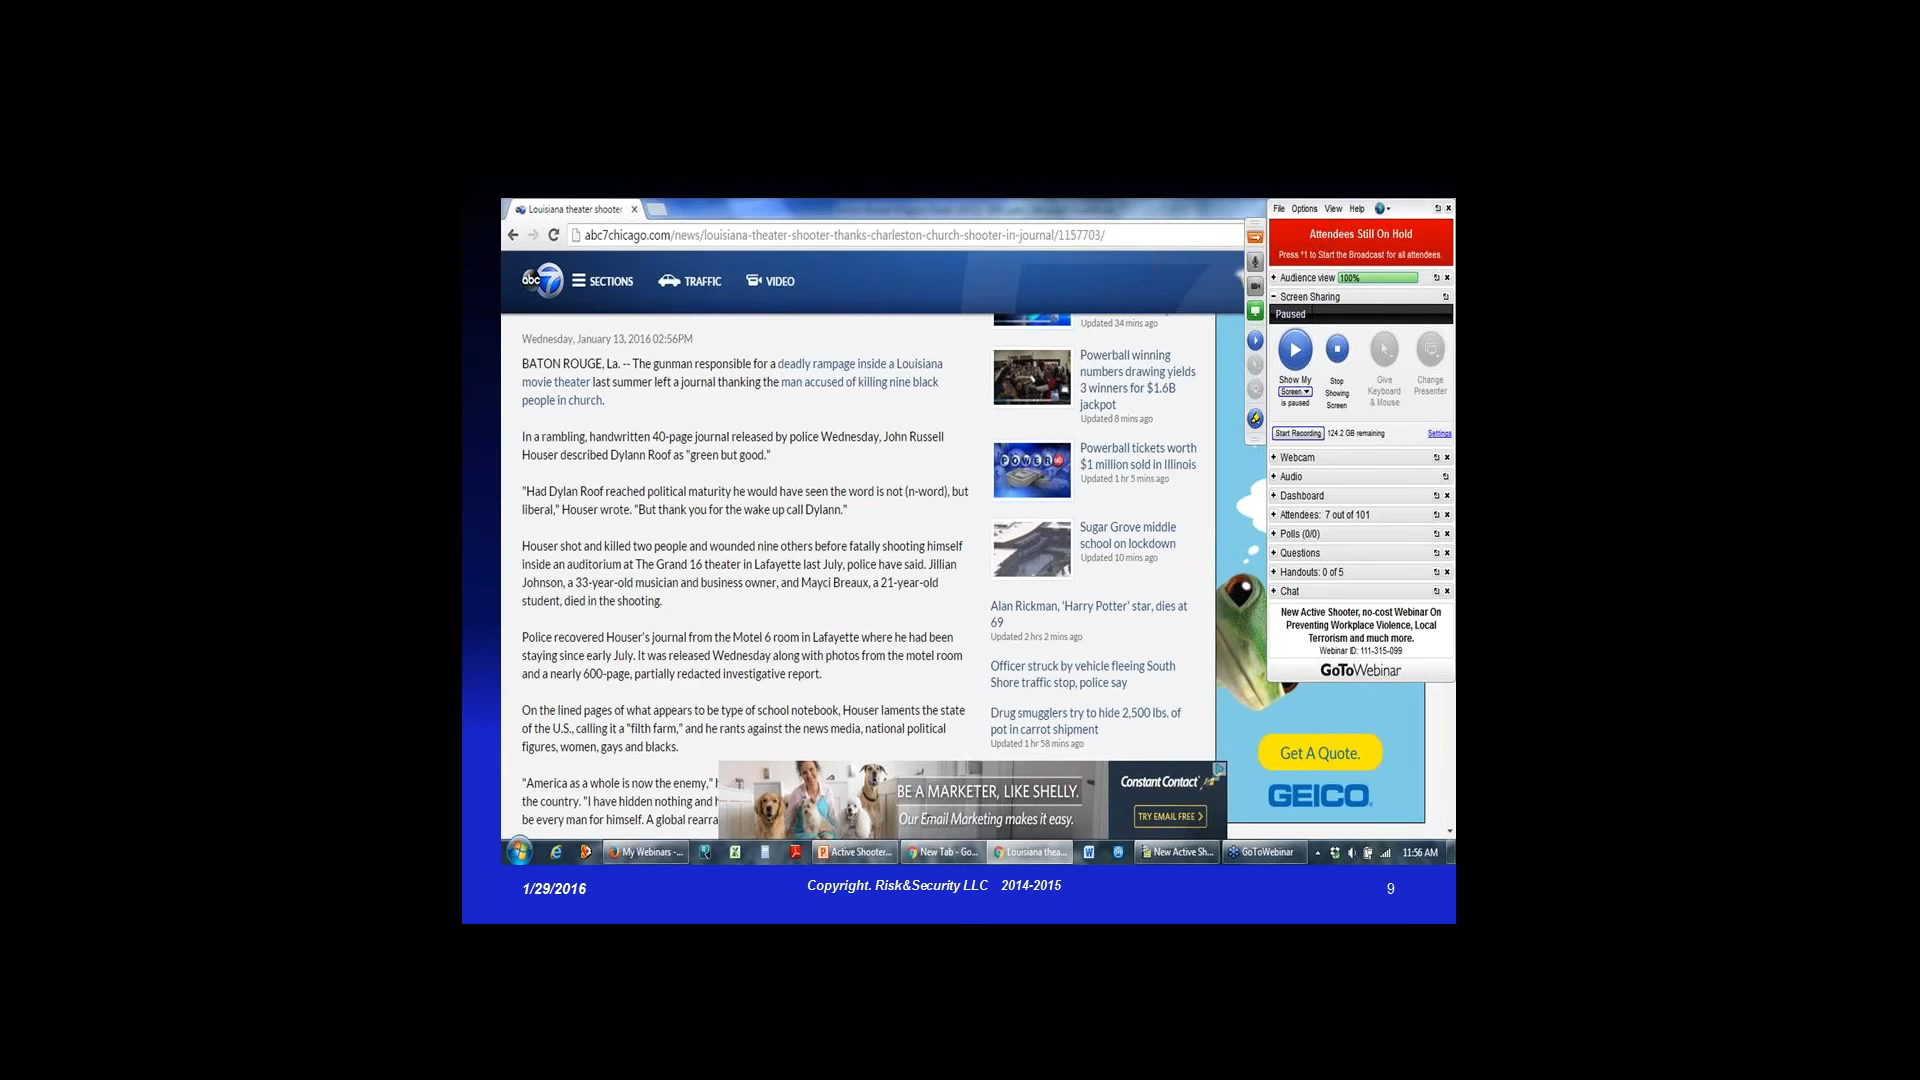 Louisiana theater shooter
abc7chicago.com/news/louisiana-theater-shooter-thanks-charleston-church-shooter-in-journal/1157703/
abc 7
SECTIONS
TRAFFIC
VIDEO
Wednesday, January 13, 2016 02:56PM
BATON ROUGE, La. -- The gunman responsible for a deadly rampage inside a Louisiana
movie theater last summer left a journal thanking the man accused of killing nine black
people in church.
In a rambling, handwritten 40-page journal released by police Wednesday, John Russell
Houser described Dylann Roof as "green but good."
"Had Dylan Roof reached political maturity he would have seen the word is not (n-word), but
liberal," Houser wrote. "But thank you for the wake up call Dylann."
Houser shot and killed two people and wounded nine others before fatally shooting himself
inside an auditorium at The Grand 16 theater in Lafayette last July, police have said. Jillian
Johnson, a 33-year-old musician and business owner, and Mayci Breaux, a 21-year-old
student, died in the shooting.
Police recovered Houser's journal from the Motel 6 room in Lafayette where he had been
staying since early July. It was released Wednesday along with photos from the motel room
and a nearly 600-page, partially redacted investigative report.
On the lined pages of what appears to be type of school notebook, Houser laments the state
of the U.S., calling it a "filth farm," and he rants against the news media, national political
figures, women, gays and blacks.
"America as a whole is now the enemy,"
the country. "I have hidden nothing and
be every man for himself. A global rearra
Updated 34 mins ago
Powerball winning
numbers drawing yields
3 winners for $1.6B
jackpot
Updated 8 mins ago
POWER
Powerball tickets worth
$1 million sold in Illinois
Updated 1 hr 5 mins ago
Sugar Grove middle
school on lockdown
Updated 10 mins ago
Alan Rickman, 'Harry Potter' star, dies at
69
Updated 2 hrs 2 mins ago
Officer struck by vehicle fleeing South
Shore traffic stop, police say
Drug smugglers try to hide 2,500 lbs. of
pot in carrot shipment
Updated 1 hr 58 mins ago
BE A MARKETER, LIKE SHELLY.
Our Email Marketing makes it easy.
Constant Contact
TRY EMAIL FREE
File Options View Help
Attendees Still On Hold
Press *1 to Start the Broadcast for all attendees.
Audience view 100%
Screen Sharing
Paused
Show My
Screen
is paused
Stop
Showing
Screen
Give
Keyboard
& Mouse
Change
Presenter
Start Recording 124.2 GB remaining Settings
Webcam
Audio
Dashboard
Attendees: 7 out of 101
Polls (0/0)
Questions
Handouts: 0 of 5
Chat
New Active Shooter, no-cost Webinar On
Preventing Workplace Violence, Local
Terrorism and much more.
Webinar ID: 111-315-099
GoToWebinar
Get A Quote.
GEICO
My Webinars -...
Active Shooter...
New Tab - Go...
Louisiana thea...
New Active Sh...
GoToWebinar
11:56 AM
1/29/2016
Copyright. Risk&Security LLC 2014-2015
9